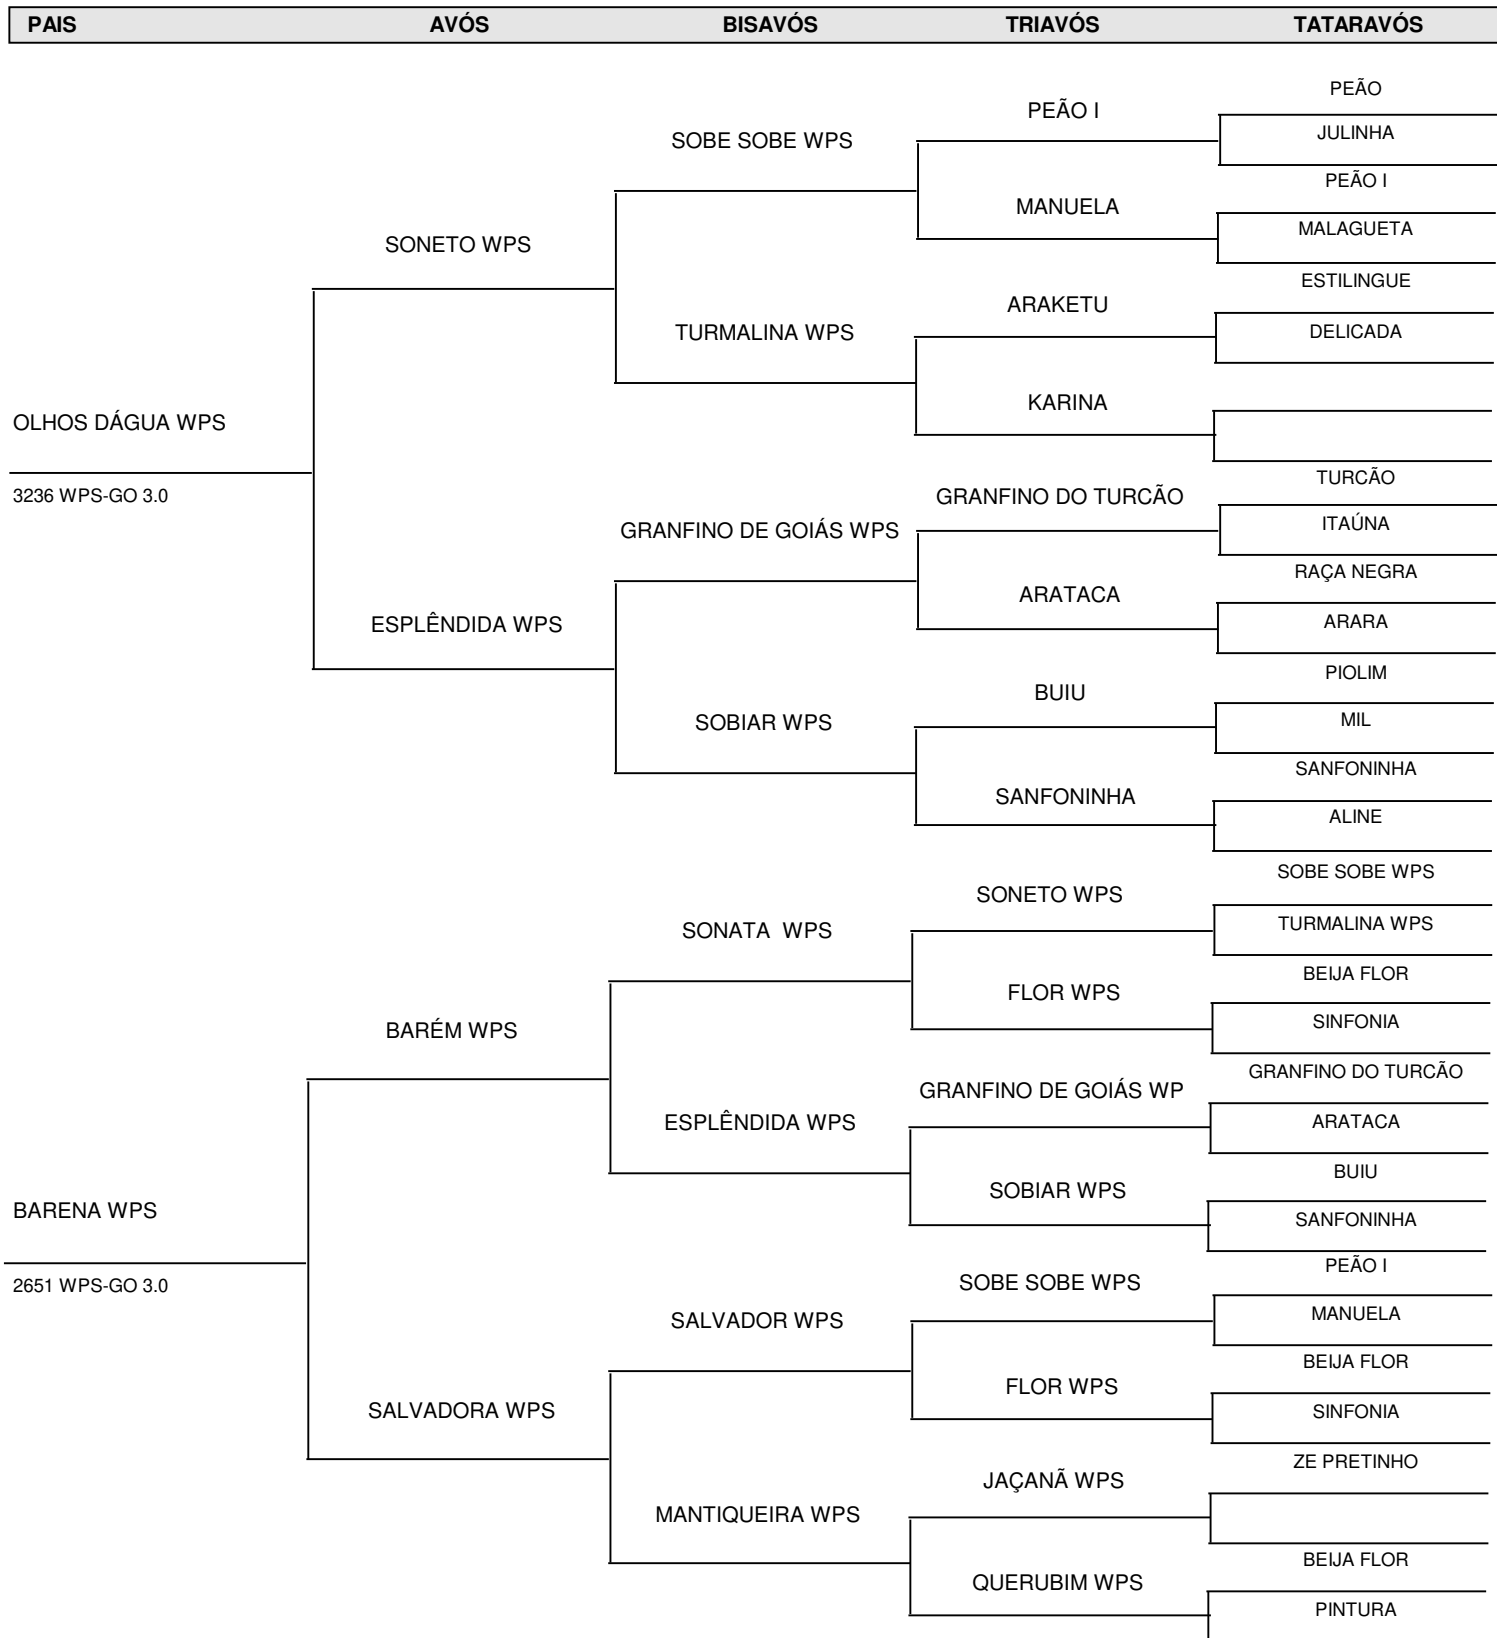 PAIS AVÓS BISAVÓS TRIAVÓS TATARAVÓS
PEÃO
PEÃO I
JULINHA
SOBE SOBE WPS
PEÃO I
MANUELA
MALAGUETA
SONETO WPS
ESTILINGUE
ARAKETU
TURMALINA WPS
DELICADA
KARINA
OLHOS DÁGUA WPS
TURCÃO
3236 WPS-GO 3.0
GRANFINO DO TURCÃO
GRANFINO DE GOIÁS WPS
ITAÚNA
RAÇA NEGRA
ARATACA
ESPLÊNDIDA WPS
ARARA
PIOLIM
BUIU
SOBIAR WPS
MIL
SANFONINHA
SANFONINHA
ALINE
SOBE SOBE WPS
SONETO WPS
SONATA WPS
TURMALINA WPS
BEIJA FLOR
FLOR WPS
BARÉM WPS
SINFONIA
GRANFINO DO TURCÃO
GRANFINO DE GOIÁS WP
ESPLÊNDIDA WPS
ARATACA
BUIU
SOBIAR WPS
BARENA WPS
SANFONINHA
PEÃO I
2651 WPS-GO 3.0
SOBE SOBE WPS
SALVADOR WPS
MANUELA
BEIJA FLOR
FLOR WPS
SALVADORA WPS
SINFONIA
ZE PRETINHO
JAÇANÃ WPS
MANTIQUEIRA WPS
BEIJA FLOR
QUERUBIM WPS
PINTURA